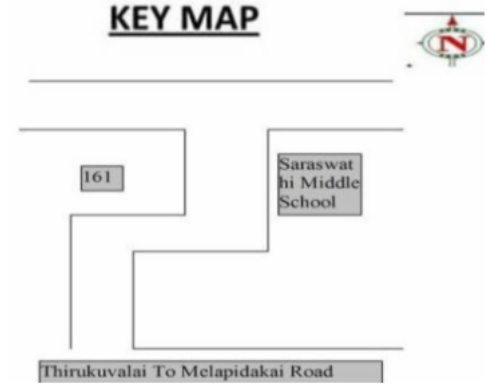 KEY MAP
N
161
Saraswat
hi Middle
School
Thirukuvalai To Melapidakai Road